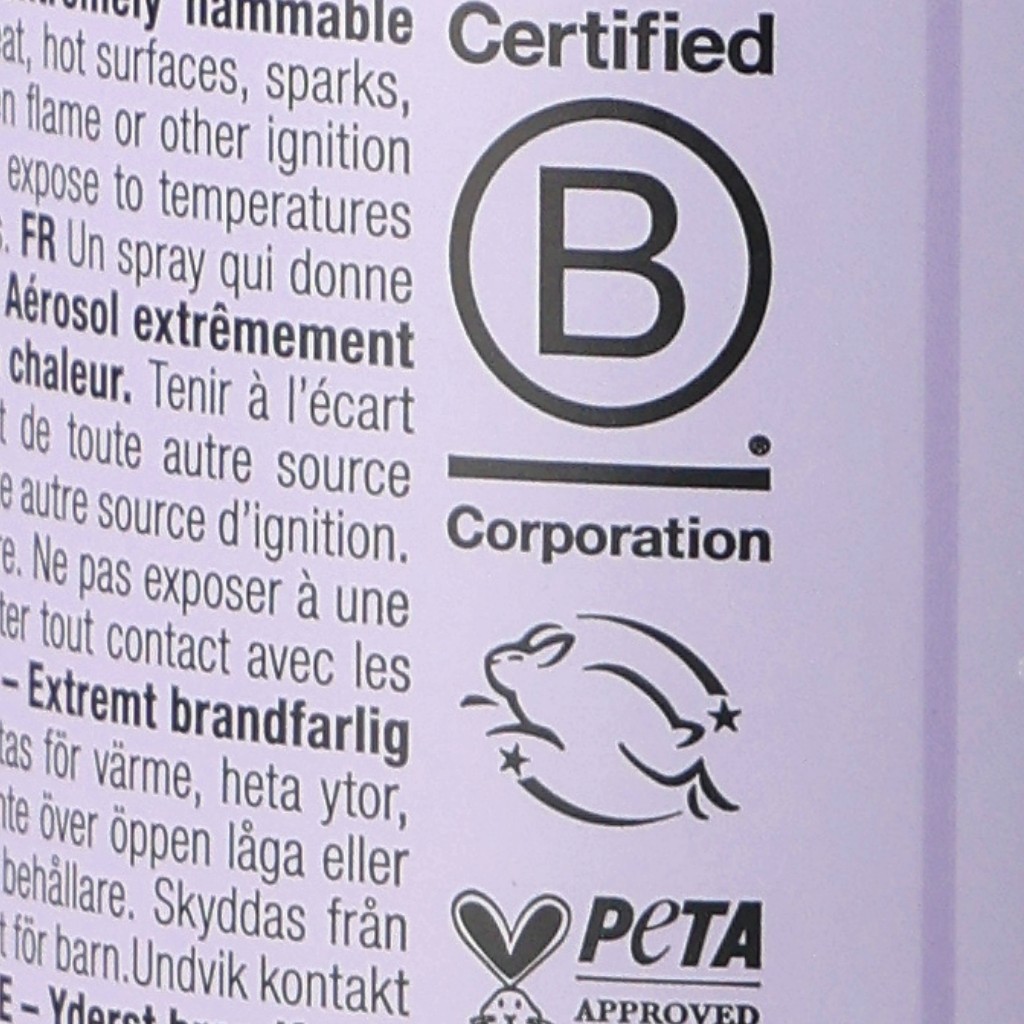 flammable
at, hot surfaces, sparks,
n flame or other ignition
expose to temperatures
. FR Un spray qui donne
Aérosol extrêmement
chaleur. Tenir à l'écart
t de toute autre source
e autre source d'ignition.
e. Ne pas exposer à une
ter tout contact avec les
– Extremt brandfarlig
tas för värme, heta ytor,
nte över öppen låga eller
behållare. Skyddas från
t för barn.Undvik kontakt
E – Yderst
Certified
B
®
Corporation
PETA
APPROVED